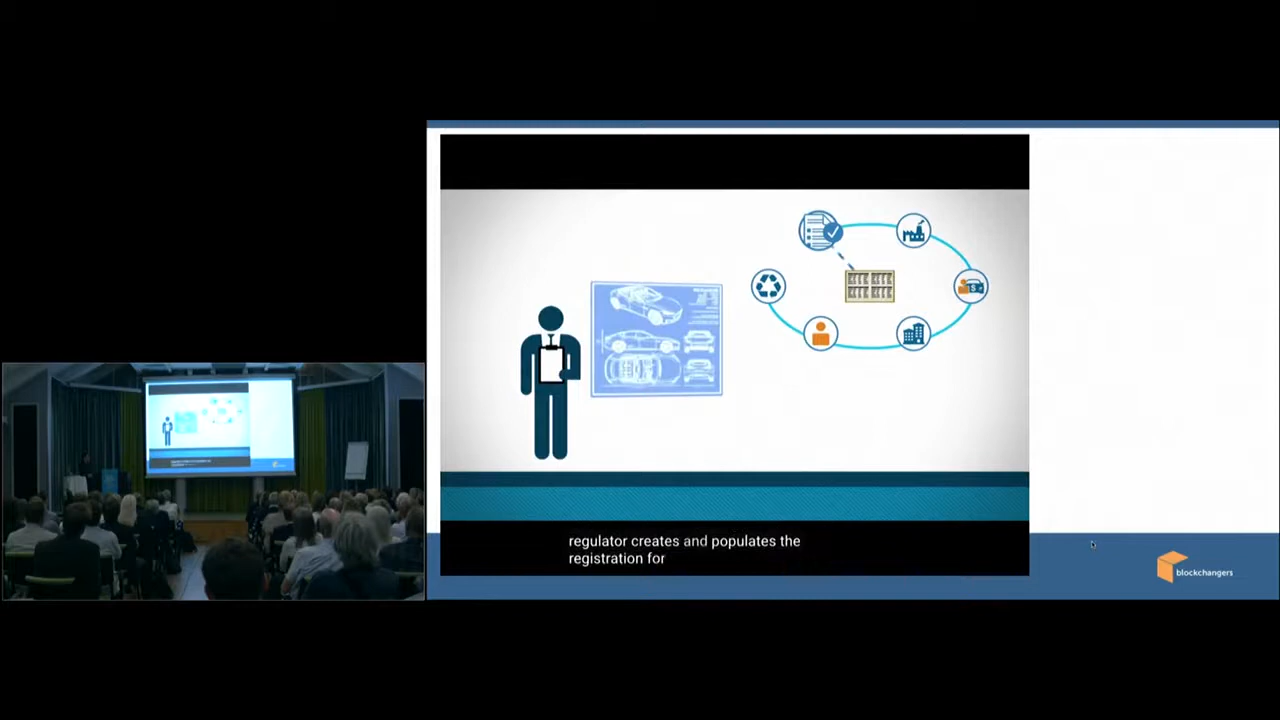 regulator creates and populates the
registration for
blockchangers